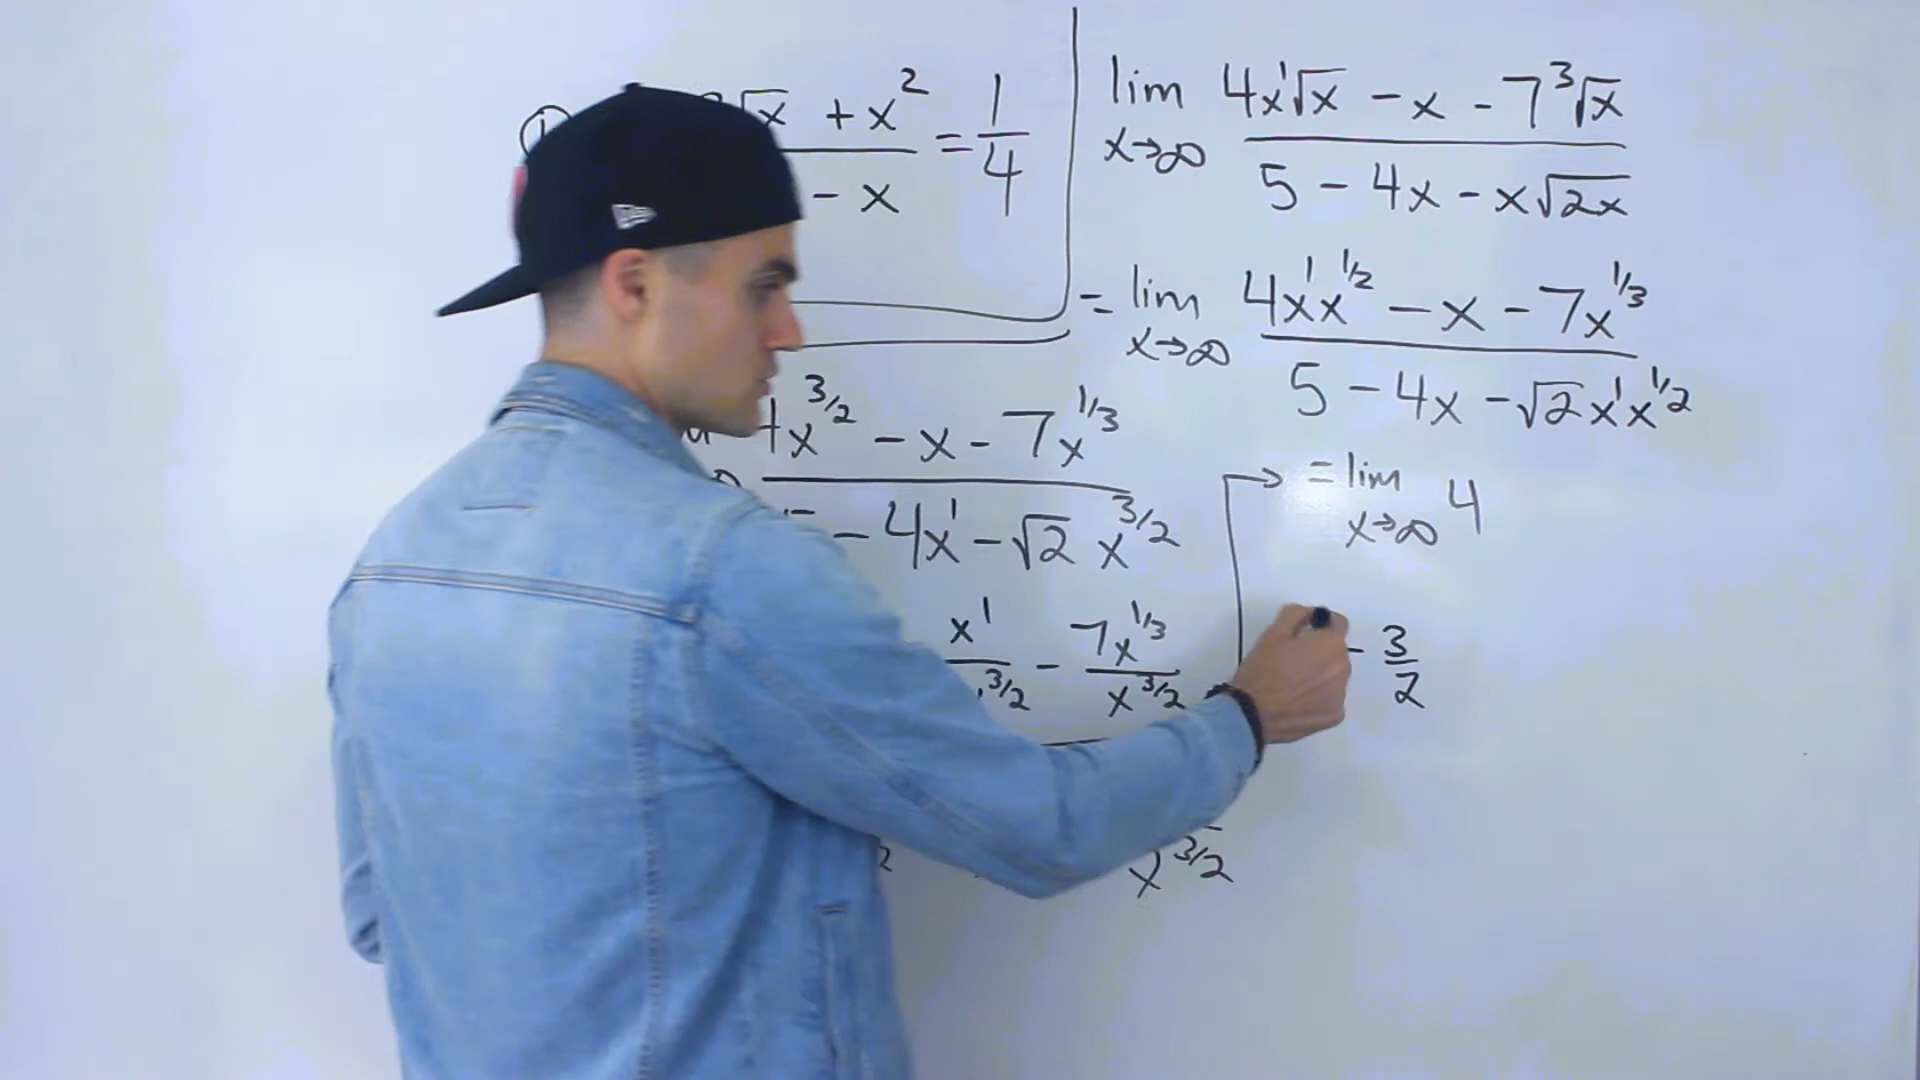 ① √x + x² / - x = 1/4
lim x→∞ 4x¹√x - x - 7³√x / 5 - 4x - x√2x
= lim x→∞ 4x¹x^1/2 - x - 7x^1/3 / 5 - 4x - √2x¹x^1/2
4x^3/2 - x - 7x^1/3 / - 4x¹ - √2 x^3/2
x¹ / ^3/2 - 7x^1/3 / x^3/2
x^3/2
→ = lim x→∞ 4
- 3/2